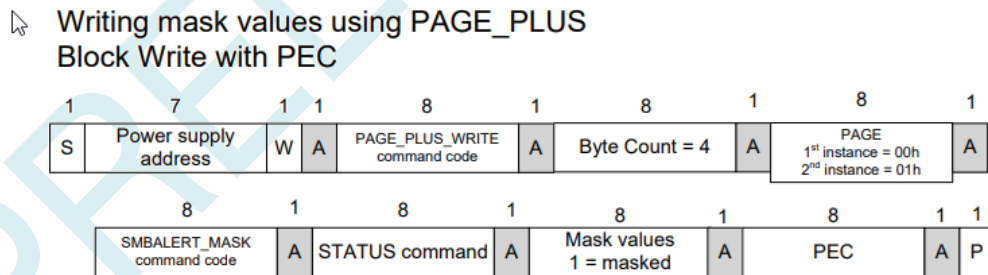 Writing mask values using PAGE_PLUS
Block Write with PEC
1 7 1 1 8 1 8 1 8 1
S Power supply address W A PAGE_PLUS_WRITE command code A Byte Count = 4 A PAGE 1st instance = 00h 2nd instance = 01h A
8 1 8 1 8 1 8 1 1
SMBALERT_MASK command code A STATUS command A Mask values 1 = masked A PEC A P